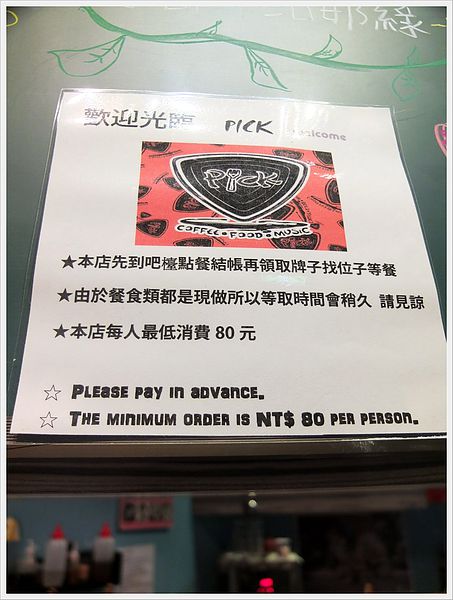 歡迎光臨 PICK welcome
PICK
COFFEE•FOOD•MUSIC
★本店先到吧檯點餐結帳再領取牌子找位子等餐
★由於餐食類都是現做所以等取時間會稍久 請見諒
★本店每人最低消費 80 元
☆ PLEASE PAY IN ADVANCE.
☆ THE MINIMUM ORDER IS NT$ 80 PER PERSON.